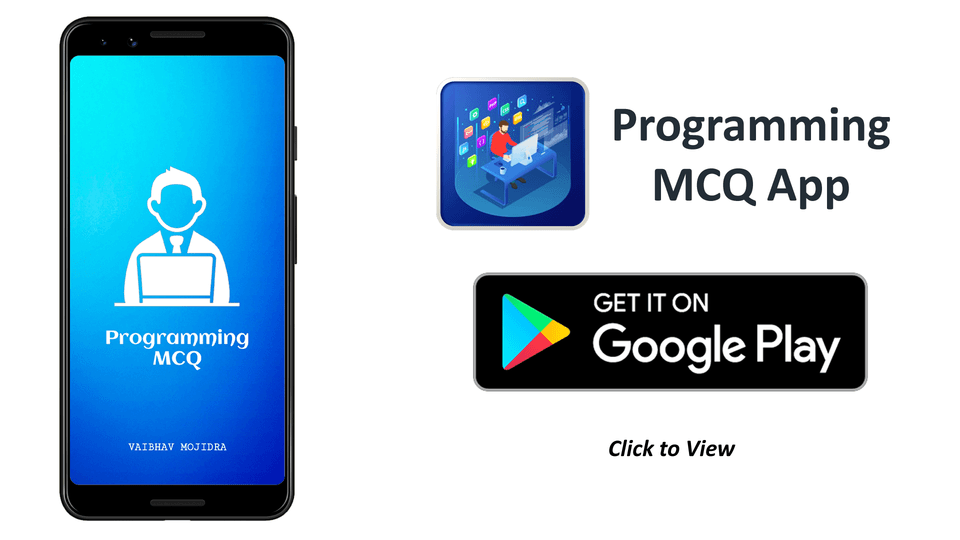 Programming
MCQ
VAIBHAV MOJIDRA
Programming
MCQ App
GET IT ON
Google Play
Click to View